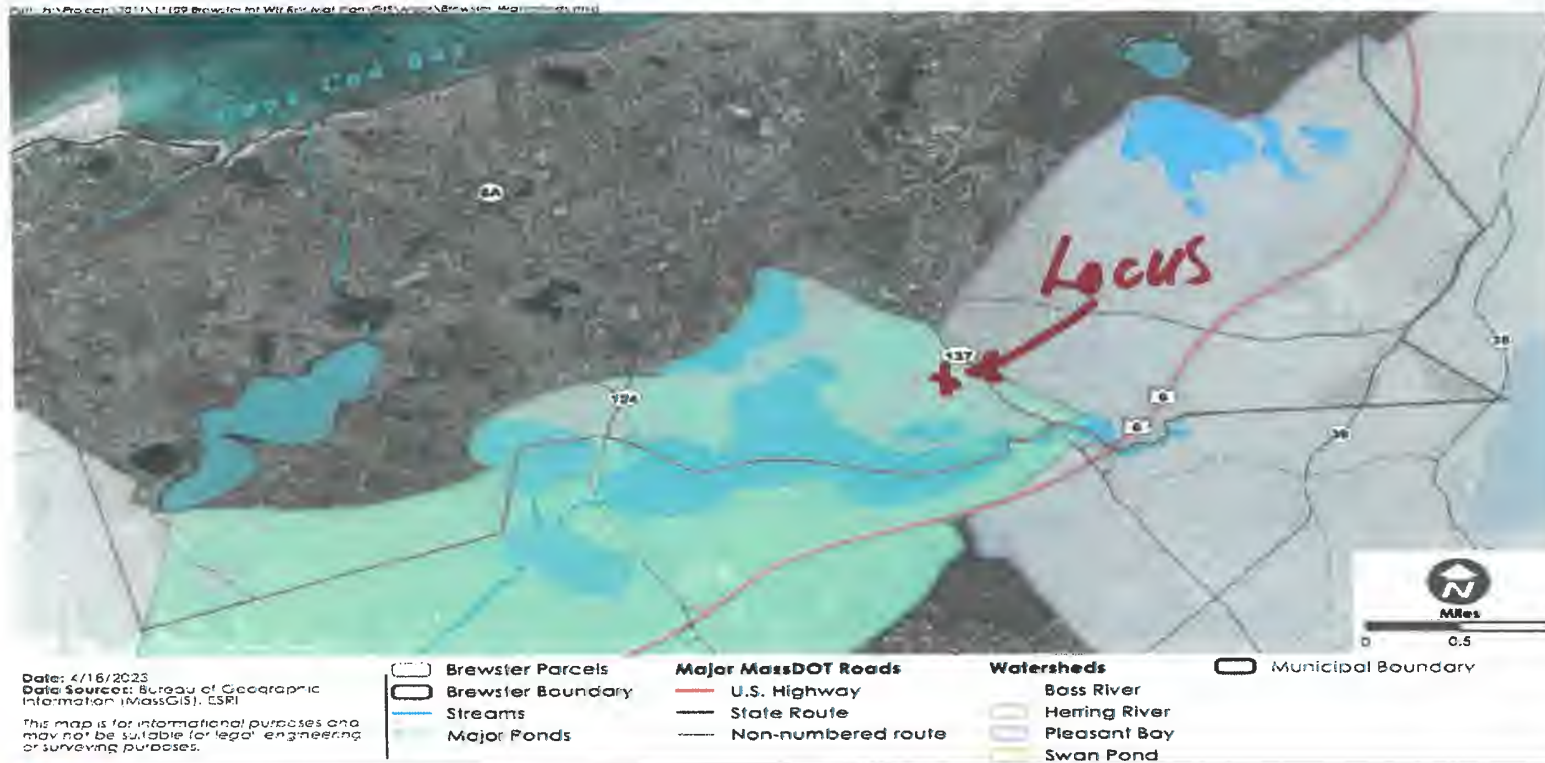 Cape Cod Bay
6A
Locus
137
124
6
6
39
Miles
0 0.5
Date: 4/16/2023
Data Sources: Bureau of Geographic
Information (MassGIS), ESRI
This map is for informational purposes and
may not be suitable for legal, engineering
or surveying purposes.
Brewster Parcels
Brewster Boundary
Streams
Major Ponds
Major MassDOT Roads
U.S. Highway
State Route
Non-numbered route
Watersheds
Bass River
Herring River
Pleasant Bay
Swan Pond
Municipal Boundary
N